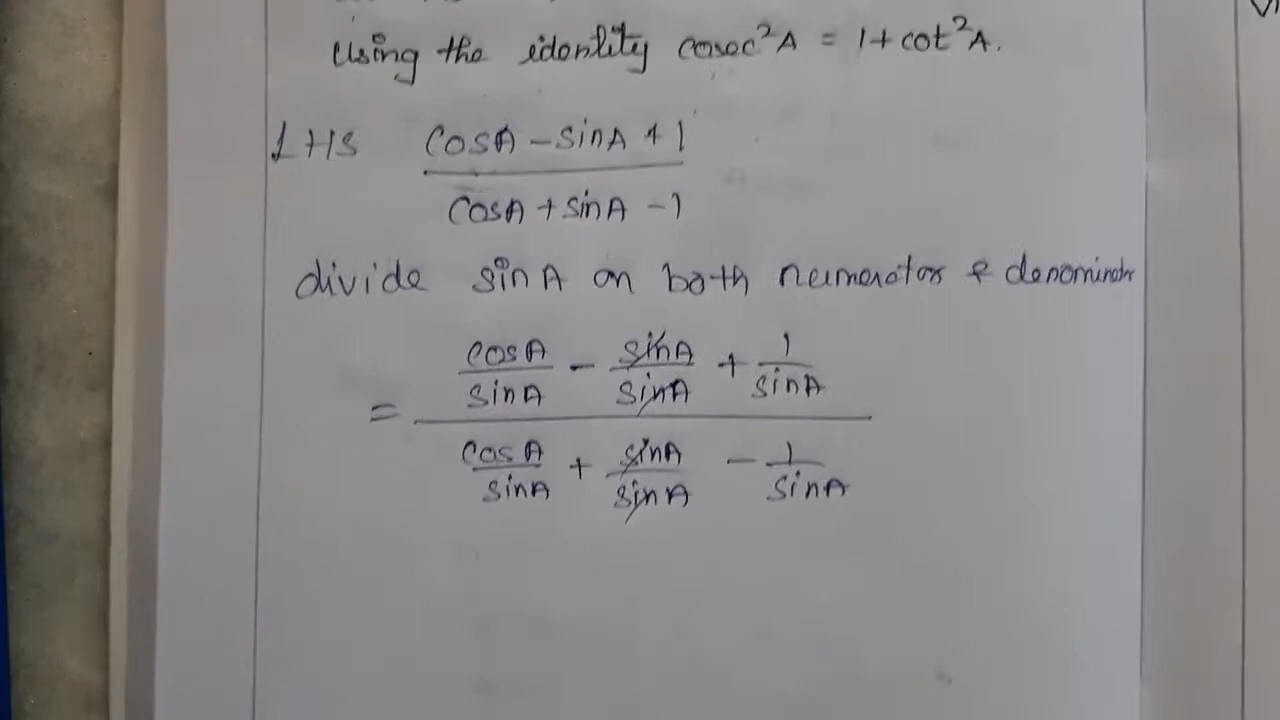 Using the idenlity cosec²A = 1+cot²A.
LHS cosA - sinA + 1
cosA + sinA - 1
divide sinA on both numerator & denominator
cosA/sinA - sinA/sinA + 1/sinA
=
cosA/sinA + sinA/sinA - 1/sinA